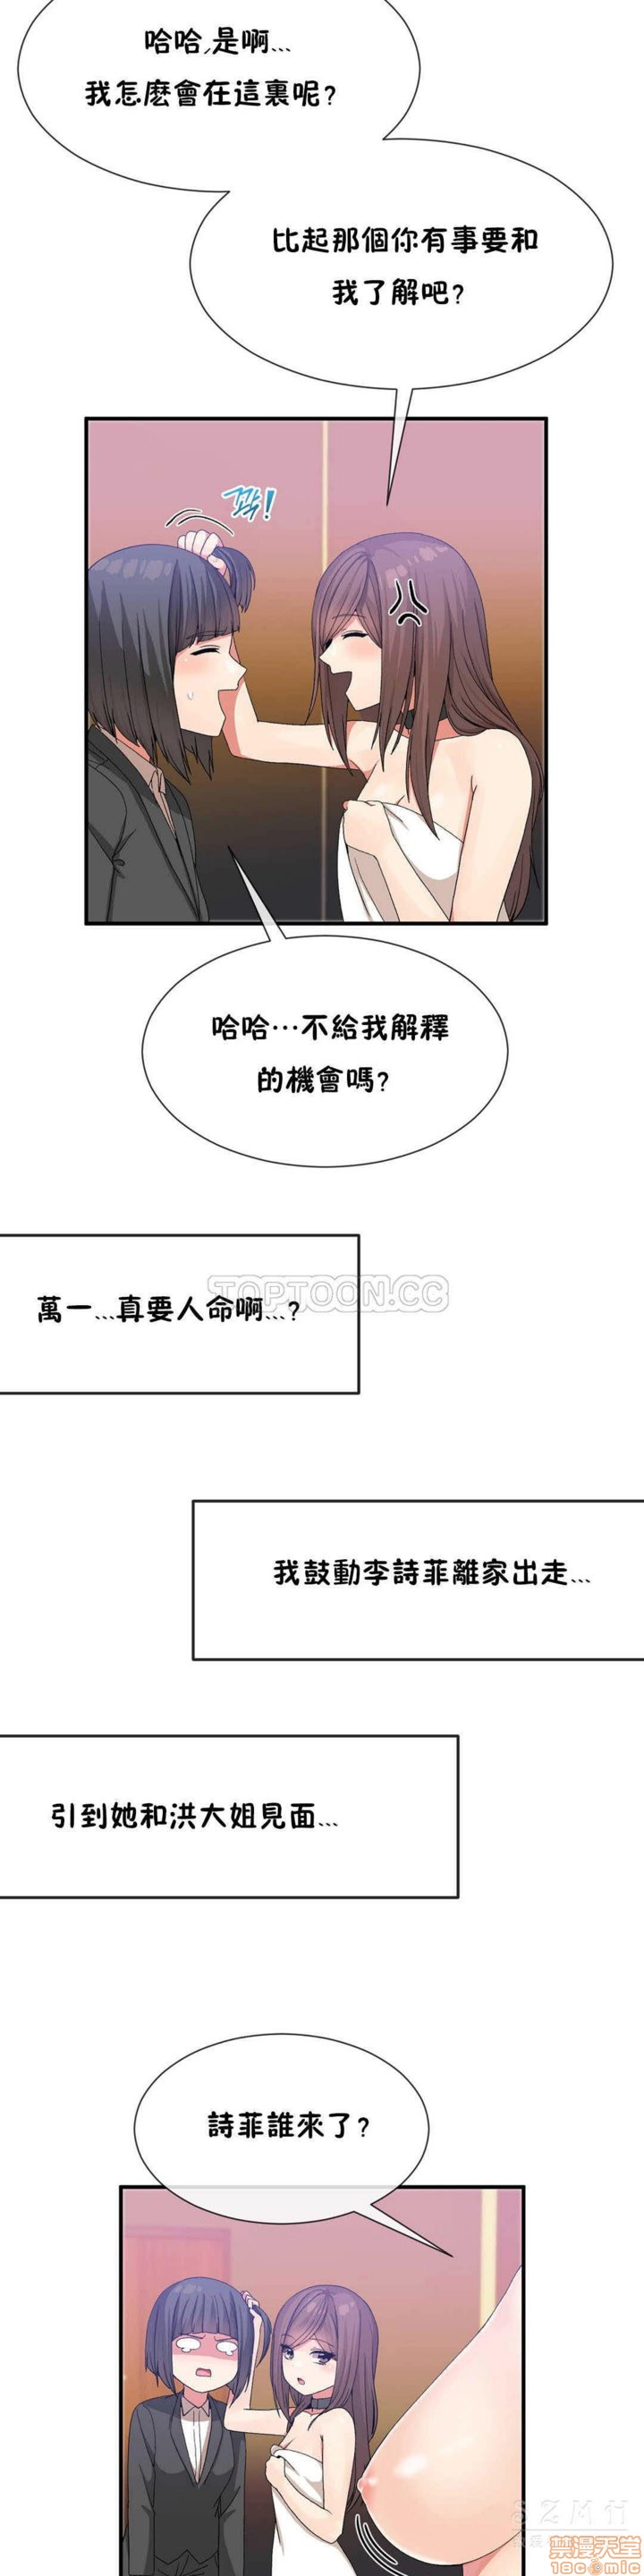 哈哈,是啊...
我怎麽會在這裏呢?
比起那個你有事要和
我了解吧?
꽉!
哈哈…不給我解釋
的機會嗎?
TOPTOON.CC
萬一...真要人命啊...?
我鼓動李詩菲離家出走...
引到她和洪大姐見面...
詩菲誰來了?
SZMH
禁漫天堂
18comic